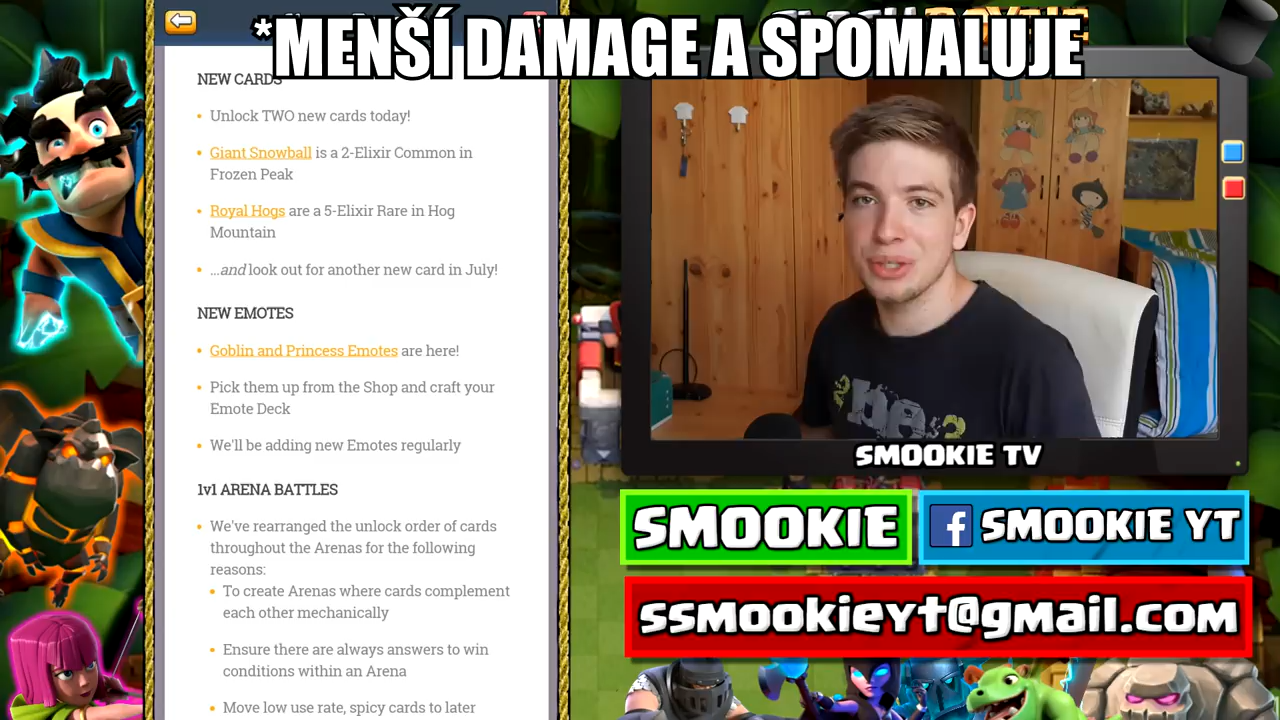 *MENŠÍ DAMAGE A SPOMALUJE
NEW CARDS
Unlock TWO new cards today!
Giant Snowball is a 2-Elixir Common in
Frozen Peak
Royal Hogs are a 5-Elixir Rare in Hog
Mountain
...and look out for another new card in July!
NEW EMOTES
Goblin and Princess Emotes are here!
Pick them up from the Shop and craft your
Emote Deck
We'll be adding new Emotes regularly
1v1 ARENA BATTLES
We've rearranged the unlock order of cards
throughout the Arenas for the following
reasons:
To create Arenas where cards complement
each other mechanically
Ensure there are always answers to win
conditions within an Arena
Move low use rate, spicy cards to later
SMOOKIE TV
SMOOKIE
f SMOOKIE YT
ssmookieyt@gmail.com